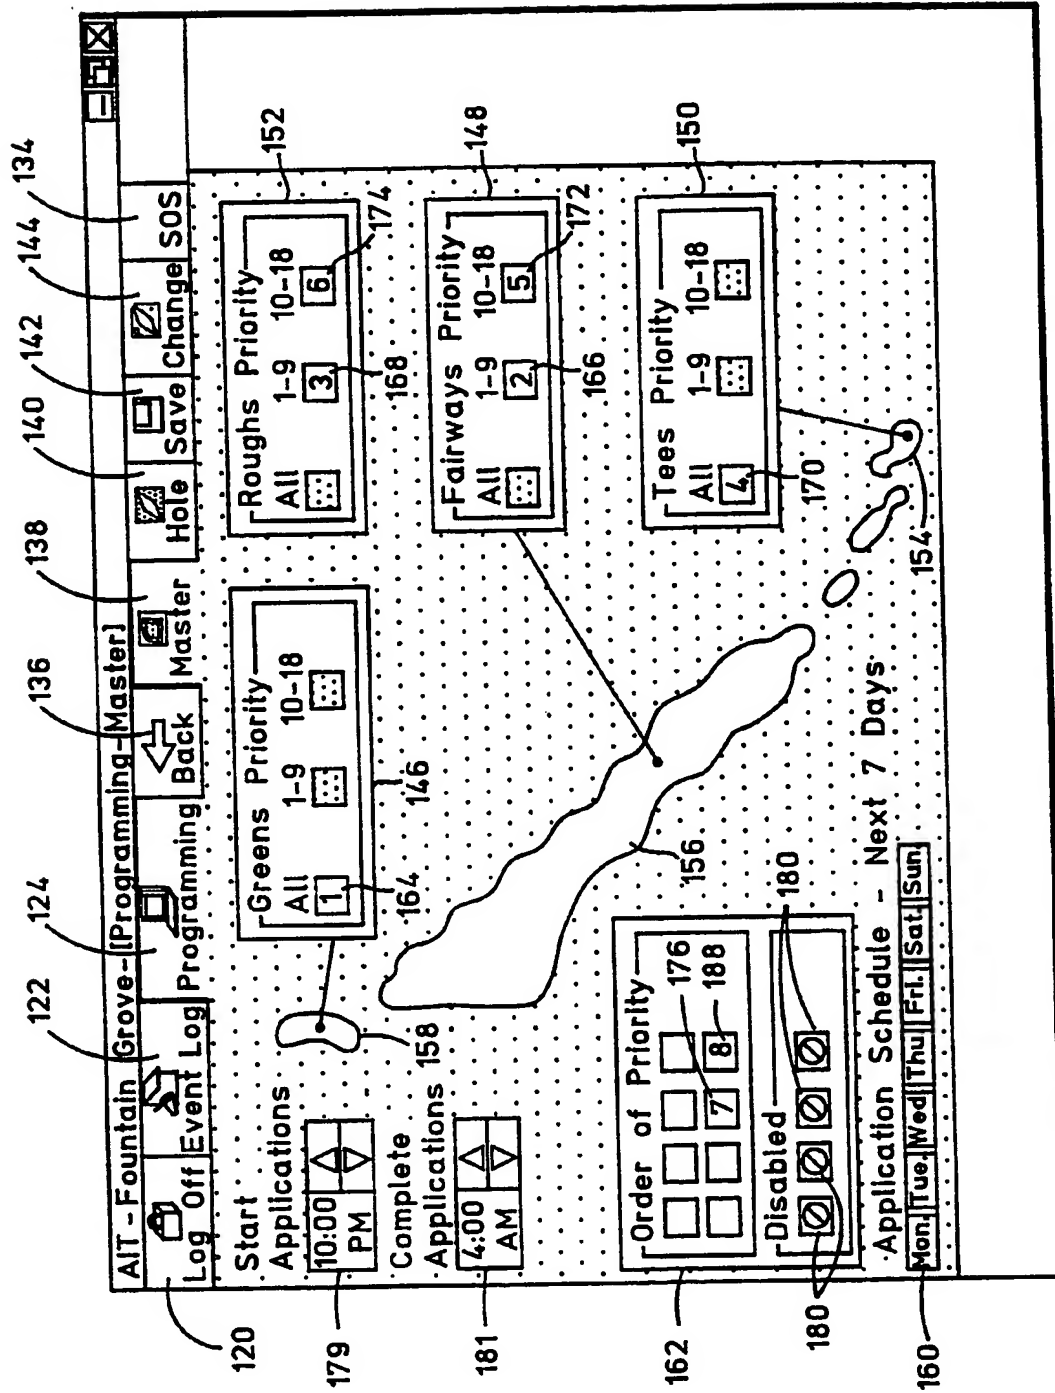 122 124 136 138 140 142 144 134
AIT - Fountain Grove - [Programming - Master]
Log Off Event Log Programming Back Master Hole Save Change SOS
120
Start
Applications
10:00
PM
179
Complete
Applications
4:00
AM
181
158
Greens Priority
All 1-9 10-18
1
164
146
Roughs Priority
All 1-9 10-18
3 6
168 174
152
Fairways Priority
All 1-9 10-18
2 5
166 172
148
Tees Priority
All 1-9 10-18
4
170
150
154
156
Order of Priority
7 8
176
188
Disabled
180
180
162
Application Schedule - Next 7 Days
Mon. Tue. Wed Thu Fri. Sat. Sun.
160